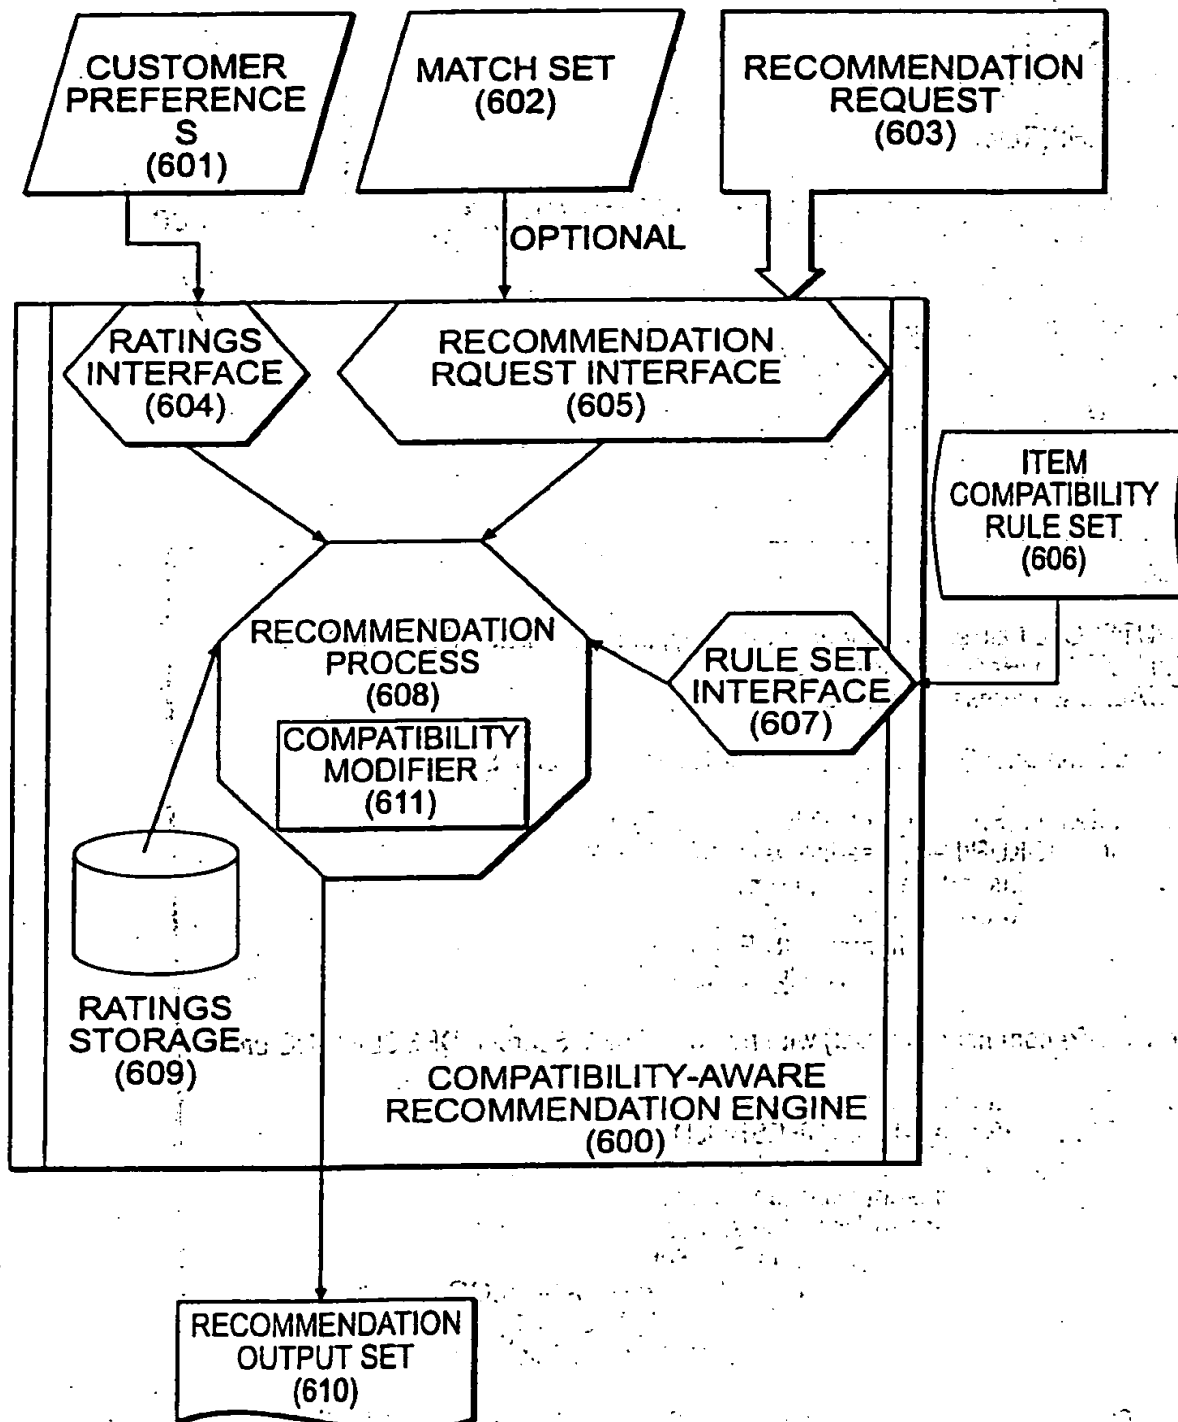 CUSTOMER
PREFERENCE
S
(601)
MATCH SET
(602)
RECOMMENDATION
REQUEST
(603)
OPTIONAL
RATINGS
INTERFACE
(604)
RECOMMENDATION
RQUEST INTERFACE
(605)
ITEM
COMPATIBILITY
RULE SET
(606)
RECOMMENDATION
PROCESS
(608)
COMPATIBILITY
MODIFIER
(611)
RULE SET
INTERFACE
(607)
RATINGS
STORAGE
(609)
COMPATIBILITY-AWARE
RECOMMENDATION ENGINE
(600)
RECOMMENDATION
OUTPUT SET
(610)